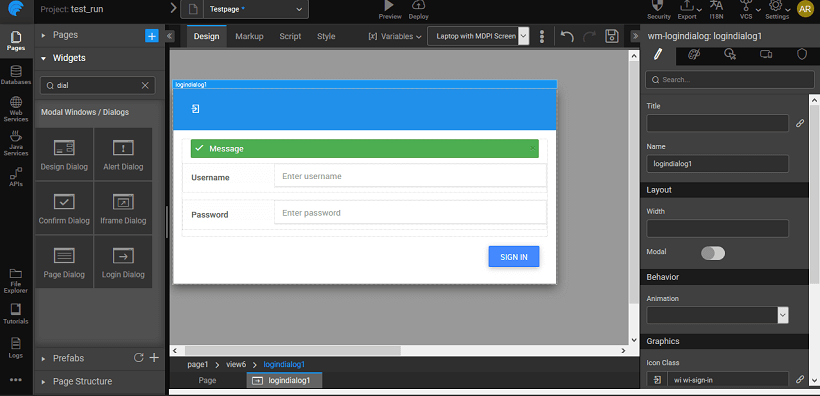 Project: test_run
Testpage *
Preview
Deploy
Security
Export
I18N
VCS
Settings
AR
Pages
Databases
Web Services
Java Services
APIs
File Explorer
Tutorials
Logs
Pages
Widgets
dial
Modal Windows / Dialogs
Design Dialog
Alert Dialog
Confirm Dialog
Iframe Dialog
Page Dialog
Login Dialog
Prefabs
Page Structure
Design
Markup
Script
Style
[x] Variables
Laptop with MDPI Screen
logindialog1
Message
Username
Enter username
Password
Enter password
SIGN IN
page1 > view6 > logindialog1
Page
logindialog1
wm-logindialog: logindialog1
Search...
Title
Name
logindialog1
Layout
Width
Modal
Behavior
Animation
Graphics
Icon Class
wi wi-sign-in